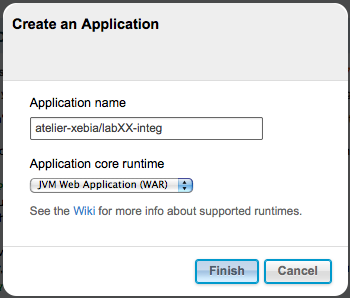 Create an Application
Application name
atelier-xebia/labXX-integ
Application core runtime
JVM Web Application (WAR)
See the Wiki for more info about supported runtimes.
Finish
Cancel